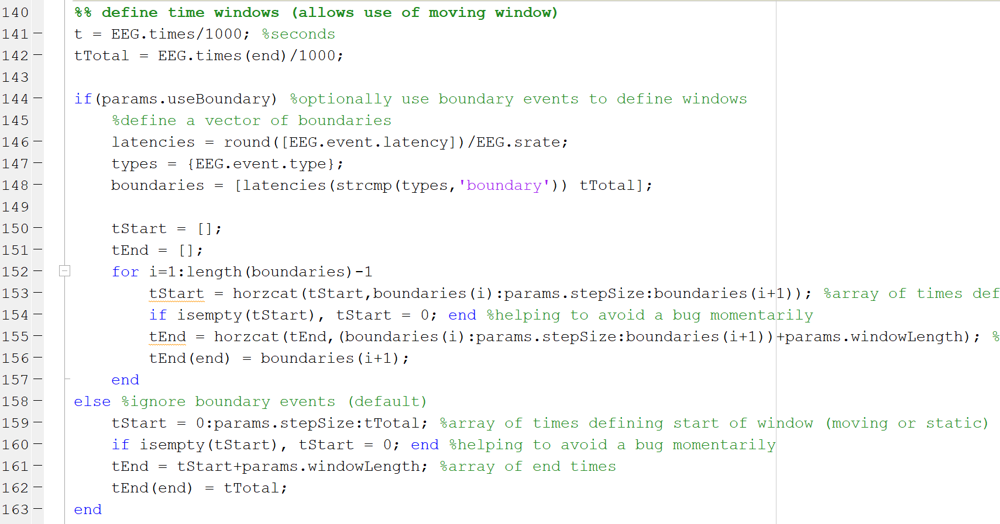 140 %% define time windows (allows use of moving window)
141 t = EEG.times/1000; %seconds
142 tTotal = EEG.times(end)/1000;
143
144 if(params.useBoundary) %optionally use boundary events to define windows
145 %define a vector of boundaries
146 latencies = round([EEG.event.latency])/EEG.srate;
147 types = {EEG.event.type};
148 boundaries = [latencies(strcmp(types,'boundary')) tTotal];
149
150 tStart = [];
151 tEnd = [];
152 for i=1:length(boundaries)-1
153 tStart = horzcat(tStart,boundaries(i):params.stepSize:boundaries(i+1)); %array of times def
154 if isempty(tStart), tStart = 0; end %helping to avoid a bug momentarily
155 tEnd = horzcat(tEnd,(boundaries(i):params.stepSize:boundaries(i+1))+params.windowLength); %
156 tEnd(end) = boundaries(i+1);
157 end
158 else %ignore boundary events (default)
159 tStart = 0:params.stepSize:tTotal; %array of times defining start of window (moving or static)
160 if isempty(tStart), tStart = 0; end %helping to avoid a bug momentarily
161 tEnd = tStart+params.windowLength; %array of end times
162 tEnd(end) = tTotal;
163 end